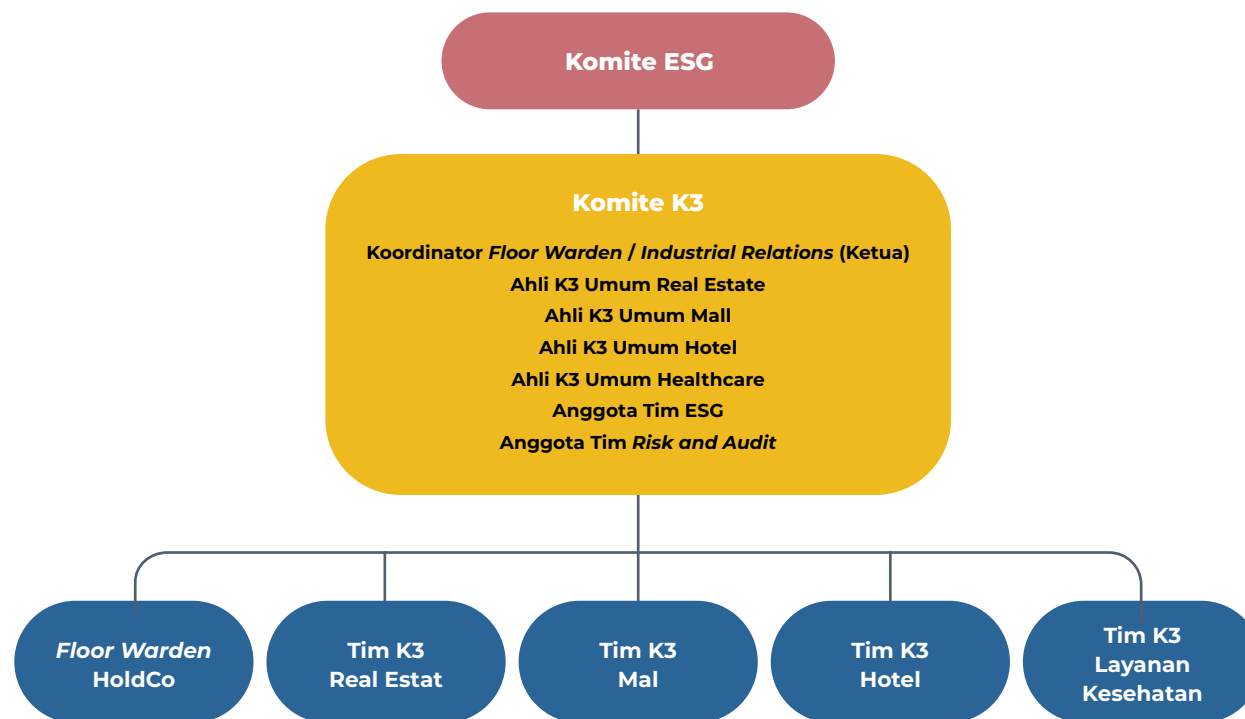 Komite ESG
Komite K3
Koordinator Floor Warden / Industrial Relations (Ketua)
Ahli K3 Umum Real Estate
Ahli K3 Umum Mall
Ahli K3 Umum Hotel
Ahli K3 Umum Healthcare
Anggota Tim ESG
Anggota Tim Risk and Audit
Floor Warden
HoldCo
Tim K3
Real Estat
Tim K3
Mal
Tim K3
Hotel
Tim K3
Layanan
Kesehatan